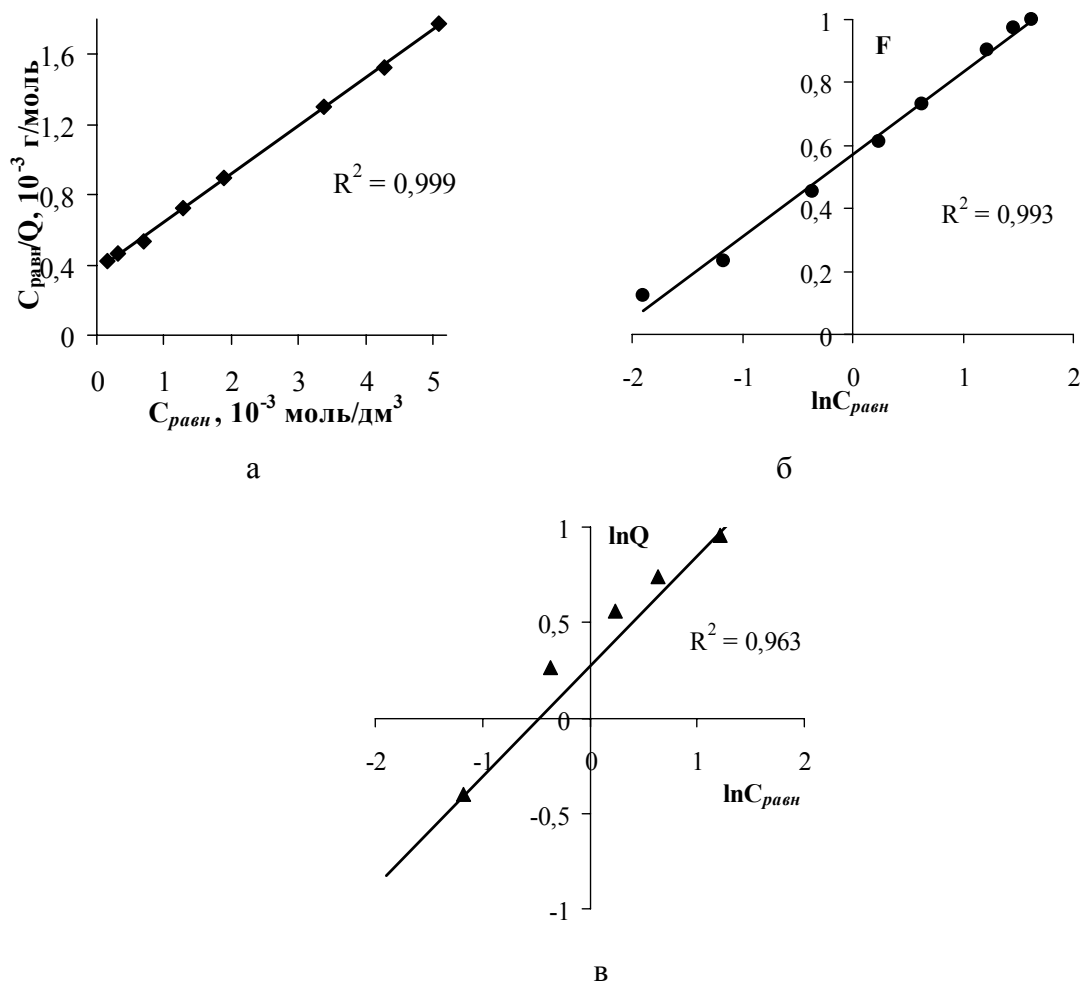 C_равн/Q, 10^-3 г/моль
1,6
1,2
0,8
0,4
0
R^2 = 0,999
0 1 2 3 4 5
C_равн, 10^-3 моль/дм^3
а
F
1
0,8
0,6
0,4
0,2
0
R^2 = 0,993
-2 -1 0 1 2
lnC_равн
б
lnQ
1
0,5
0
-0,5
-1
R^2 = 0,963
-2 -1 0 1 2
lnC_равн
в